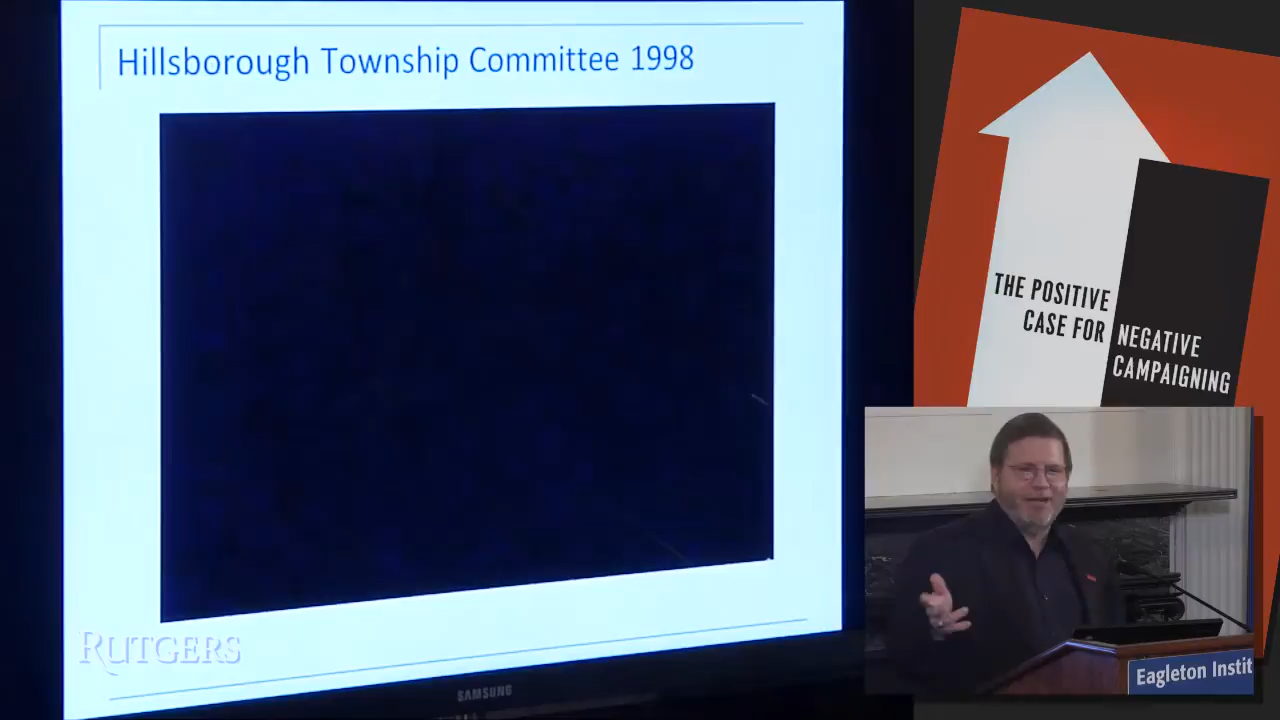 Hillsborough Township Committee 1998
RUTGERS
SAMSUNG
THE POSITIVE
CASE FOR
NEGATIVE
CAMPAIGNING
Eagleton Instit